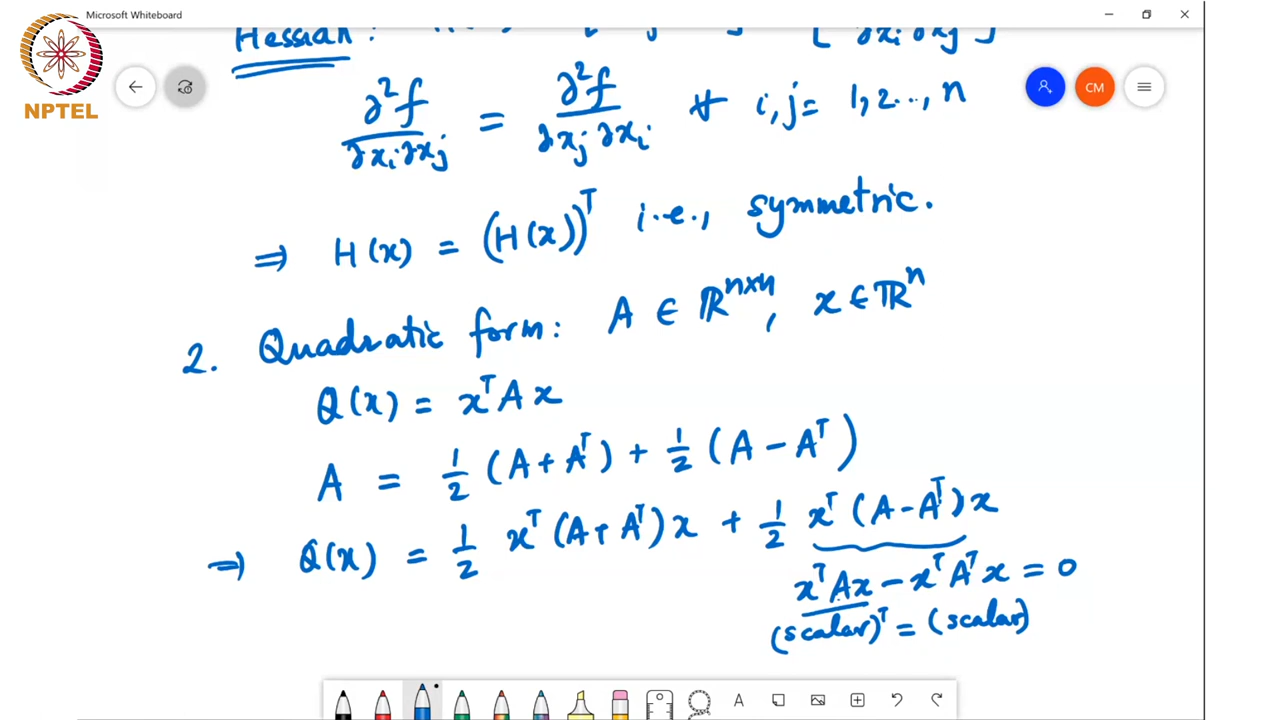 Microsoft Whiteboard
NPTEL
CM
Hessian:
∂²f/∂xᵢ∂xⱼ = ∂²f/∂xⱼ∂xᵢ ∀ i,j = 1,2..,n
⇒ H(x) = (H(x))ᵀ i.e., symmetric.
2. Quadratic form: A ∈ ℝⁿˣⁿ, x ∈ ℝⁿ
Q(x) = xᵀAx
A = 1/2 (A+Aᵀ) + 1/2 (A-Aᵀ)
⇒ Q(x) = 1/2 xᵀ(A+Aᵀ)x + 1/2 xᵀ(A-Aᵀ)x
xᵀAx - xᵀAᵀx = 0
(scalar)ᵀ = (scalar)
A